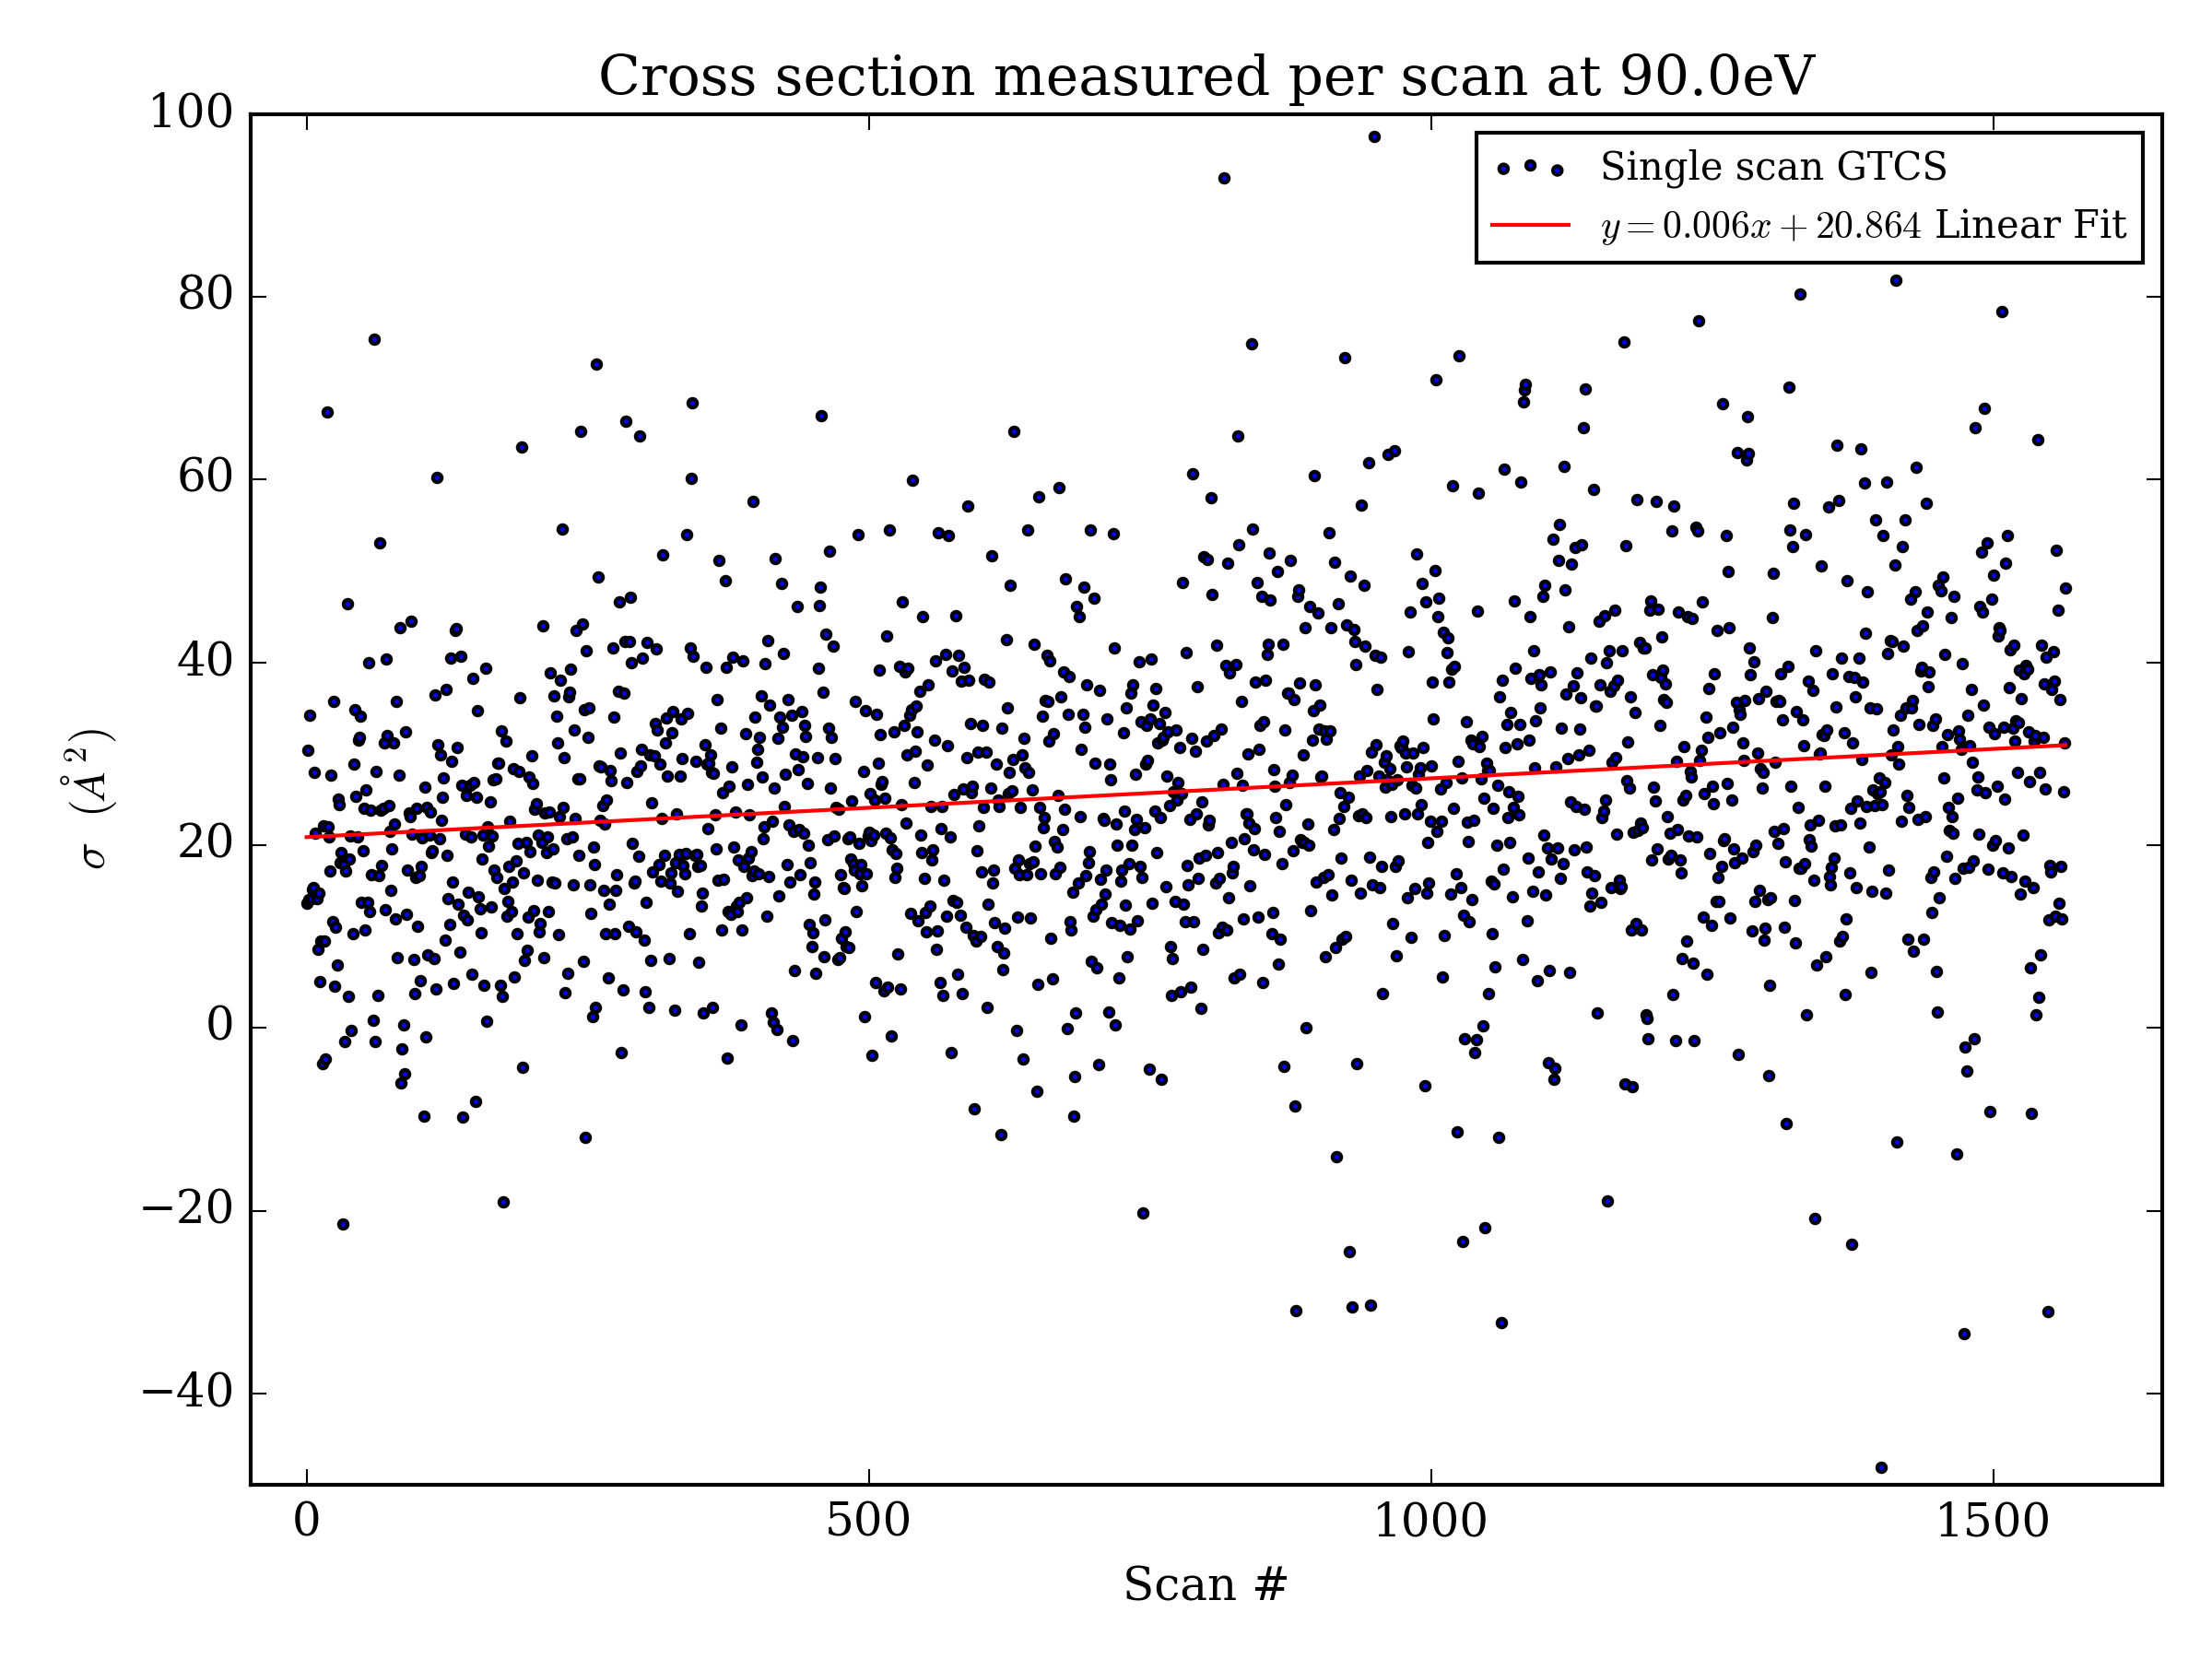 Cross section measured per scan at 90.0eV
Single scan GTCS
y = 0.006x + 20.864 Linear Fit
σ (Å²)
100
80
60
40
20
0
−20
−40
0 500 1000 1500
Scan #